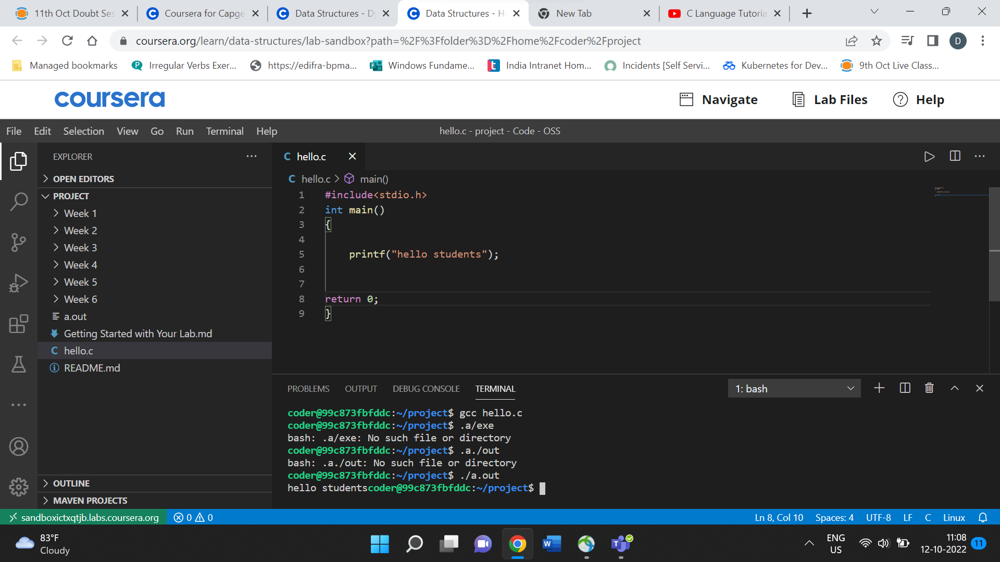 11th Oct Doubt Ses
Coursera for Capge
Data Structures - Dy
Data Structures - He
New Tab
C Language Tutoria
coursera.org/learn/data-structures/lab-sandbox?path=%2F%3Ffolder%3D%2Fhome%2Fcoder%2Fproject
D
Managed bookmarks
Irregular Verbs Exer...
https://edifra-bpma...
Windows Fundame...
India Intranet Hom...
Incidents [Self Servi...
Kubernetes for Dev...
9th Oct Live Class...
coursera
Navigate
Lab Files
Help
File Edit Selection View Go Run Terminal Help
hello.c - project - Code - OSS
EXPLORER
OPEN EDITORS
PROJECT
Week 1
Week 2
Week 3
Week 4
Week 5
Week 6
a.out
Getting Started with Your Lab.md
C hello.c
README.md
OUTLINE
MAVEN PROJECTS
C hello.c
C hello.c > main()
1 #include<stdio.h>
2 int main()
3 {
4
5 printf("hello students");
6
7
8 return 0;
9 }
PROBLEMS OUTPUT DEBUG CONSOLE TERMINAL
1: bash
coder@99c873fbfddc:~/project$ gcc hello.c
coder@99c873fbfddc:~/project$ .a/exe
bash: .a/exe: No such file or directory
coder@99c873fbfddc:~/project$ .a./out
bash: .a./out: No such file or directory
coder@99c873fbfddc:~/project$ ./a.out
hello studentscoder@99c873fbfddc:~/project$
sandboxictxqtjb.labs.coursera.org
0 0
Ln 8, Col 10 Spaces: 4 UTF-8 LF C Linux
83°F
Cloudy
W
T
ENG
US
11:08
12-10-2022
11